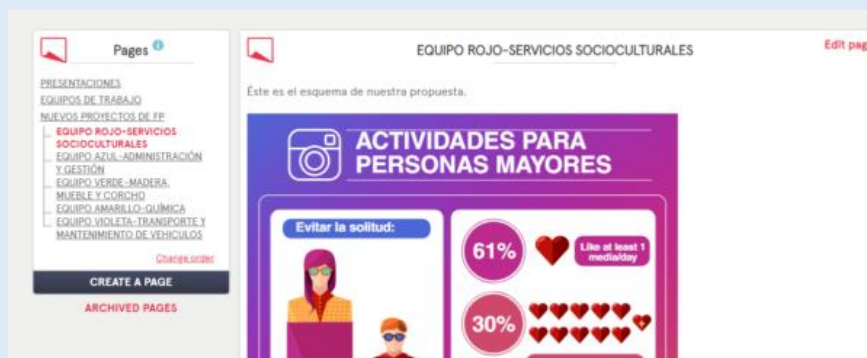 Pages
PRESENTACIONES
EQUIPOS DE TRABAJO
NUEVOS PROYECTOS DE FP
EQUIPO ROJO-SERVICIOS
SOCIOCULTURALES
EQUIPO AZUL-ADMINISTRACIÓN
Y GESTIÓN
EQUIPO VERDE-MADERA,
MUEBLE Y CORCHO
EQUIPO AMARILLO-QUÍMICA
EQUIPO VIOLETA-TRANSPORTE Y
MANTENIMIENTO DE VEHICULOS
Change order
CREATE A PAGE
ARCHIVED PAGES
EQUIPO ROJO-SERVICIOS SOCIOCULTURALES
Edit pag
Este es el esquema de nuestra propuesta.
ACTIVIDADES PARA
PERSONAS MAYORES
Evitar la solitud:
61%
Like at least 1
media/day
30%